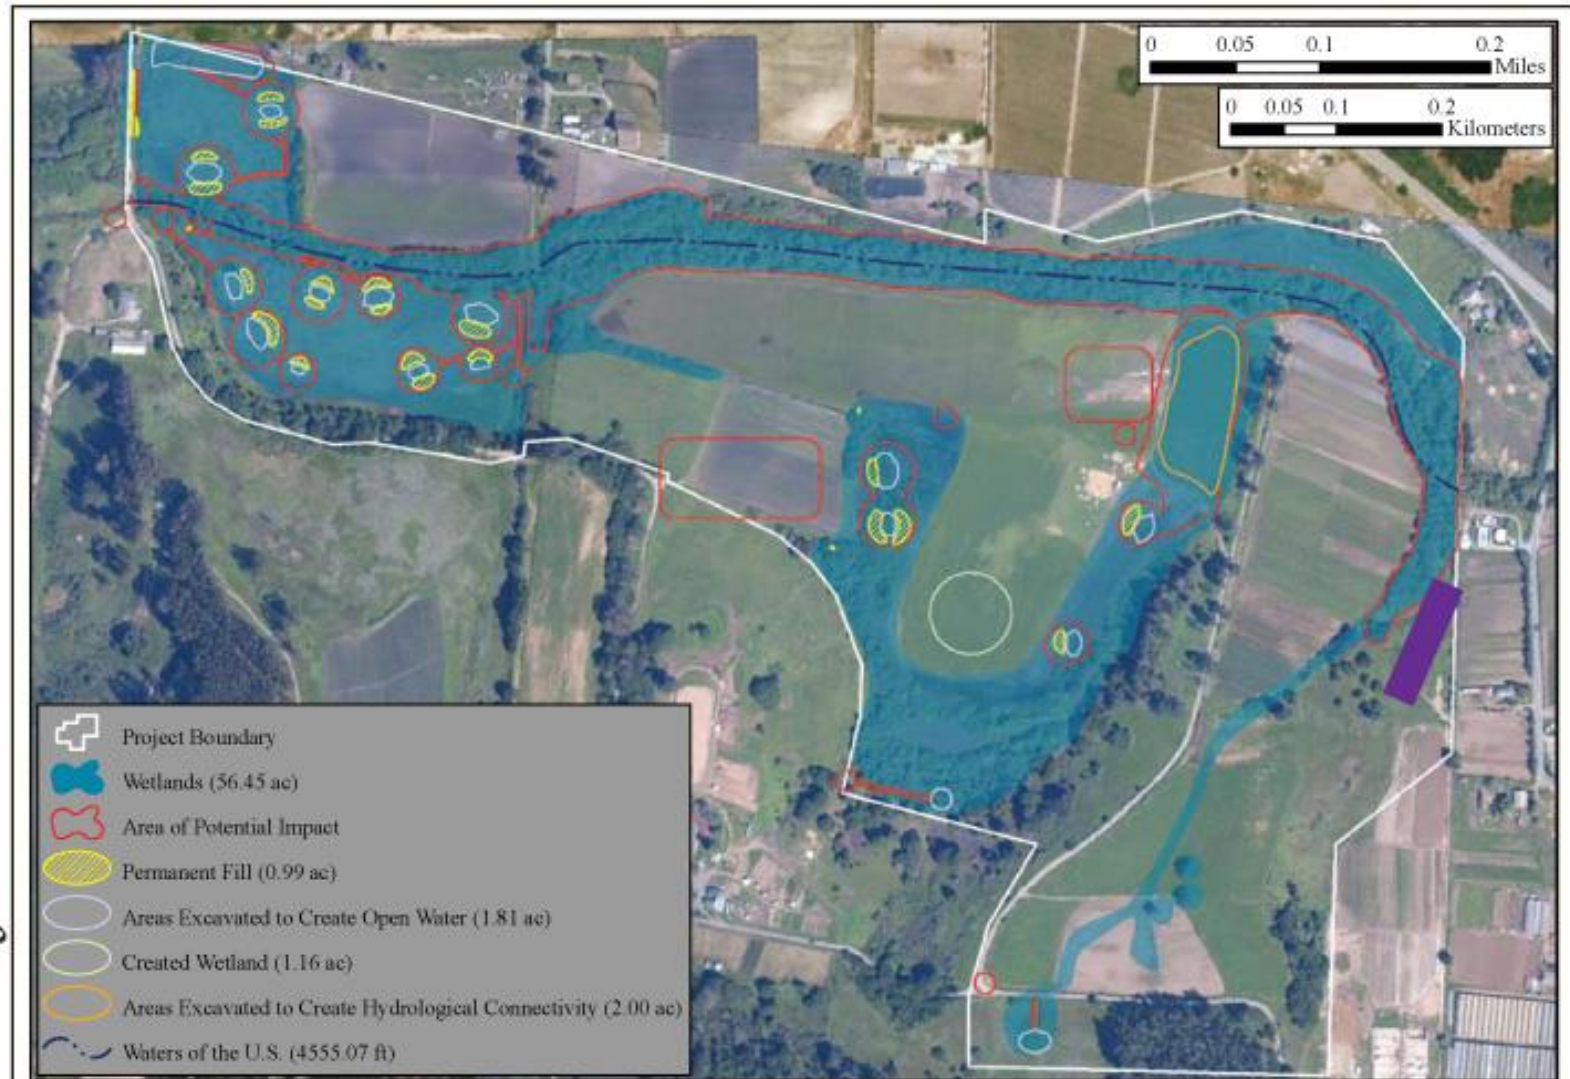 0 0.05 0.1 0.2
Miles
0 0.05 0.1 0.2
Kilometers
Project Boundary
Wetlands (56.45 ac)
Area of Potential Impact
Permanent Fill (0.99 ac)
Areas Excavated to Create Open Water (1.81 ac)
Created Wetland (1.16 ac)
Areas Excavated to Create Hydrological Connectivity (2.00 ac)
Waters of the U.S. (4555.07 ft)